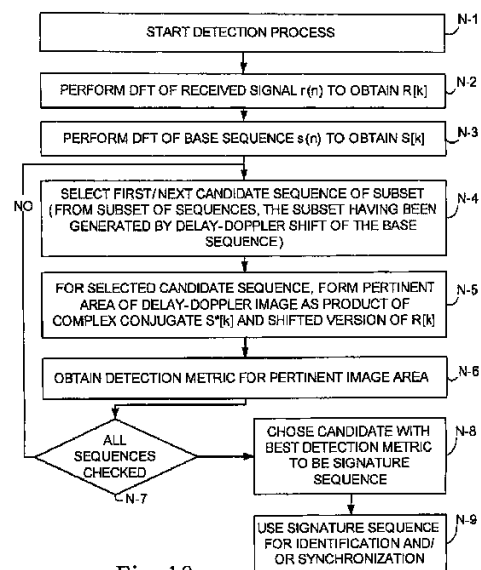 START DETECTION PROCESS
N-1
PERFORM DFT OF RECEIVED SIGNAL r(n) TO OBTAIN R[k]
N-2
PERFORM DFT OF BASE SEQUENCE s(n) TO OBTAIN S[k]
N-3
NO
SELECT FIRST/NEXT CANDIDATE SEQUENCE OF SUBSET
(FROM SUBSET OF SEQUENCES, THE SUBSET HAVING BEEN
GENERATED BY DELAY-DOPPLER SHIFT OF THE BASE
SEQUENCE)
N-4
FOR SELECTED CANDIDATE SEQUENCE, FORM PERTINENT
AREA OF DELAY-DOPPLER IMAGE AS PRODUCT OF
COMPLEX CONJUGATE S*[k] AND SHIFTED VERSION OF R[k]
N-5
OBTAIN DETECTION METRIC FOR PERTINENT IMAGE AREA
N-6
ALL
SEQUENCES
CHECKED
N-7
CHOSE CANDIDATE WITH
BEST DETECTION METRIC
TO BE SIGNATURE
SEQUENCE
N-8
USE SIGNATURE SEQUENCE
FOR IDENTIFICATION AND/
OR SYNCHRONIZATION
N-9